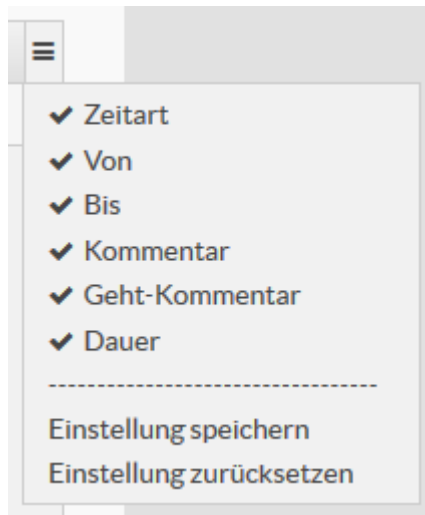 Zeitart
Von
Bis
Kommentar
Geht-Kommentar
Dauer
----------------------------------
Einstellung speichern
Einstellung zurücksetzen